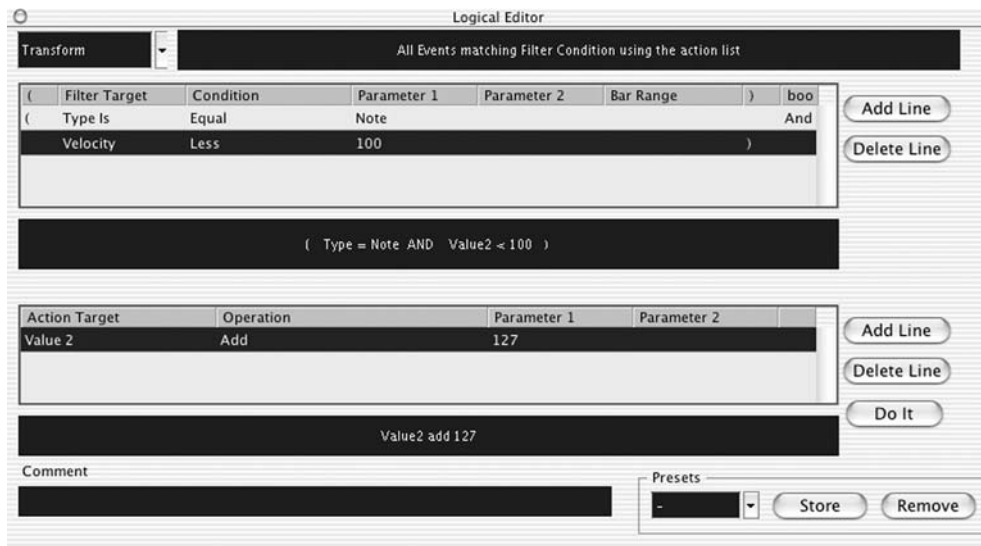 Logical Editor
Transform
All Events matching Filter Condition using the action list
( Filter Target Condition Parameter 1 Parameter 2 Bar Range ) boo
( Type Is Equal Note And
Velocity Less 100 )
Add Line
Delete Line
( Type = Note AND Value2 < 100 )
Action Target Operation Parameter 1 Parameter 2
Value 2 Add 127
Add Line
Delete Line
Do It
Value2 add 127
Comment
Presets
-
Store
Remove